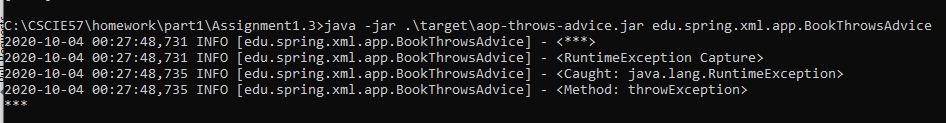 C:\CSCIE57\homework\part1\Assignment1.3>java -jar .\target\aop-throws-advice.jar edu.spring.xml.app.BookThrowsAdvice
2020-10-04 00:27:48,731 INFO [edu.spring.xml.app.BookThrowsAdvice] - <***>
2020-10-04 00:27:48,731 INFO [edu.spring.xml.app.BookThrowsAdvice] - <RuntimeException Capture>
2020-10-04 00:27:48,735 INFO [edu.spring.xml.app.BookThrowsAdvice] - <Caught: java.lang.RuntimeException>
2020-10-04 00:27:48,735 INFO [edu.spring.xml.app.BookThrowsAdvice] - <Method: throwException>
***